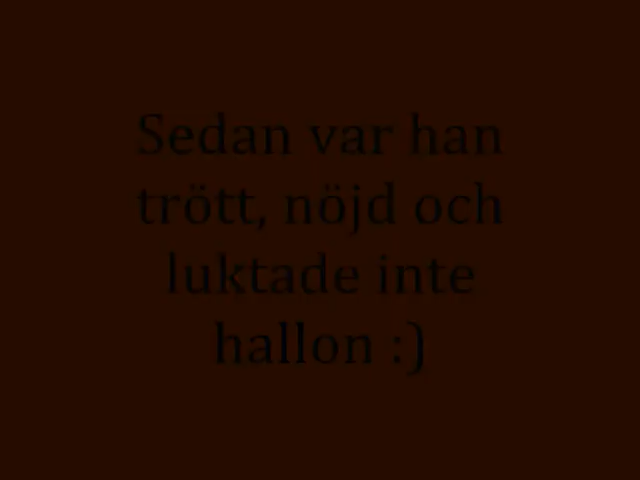 Sedan var han
trött, nöjd och
luktade inte
hallon :)